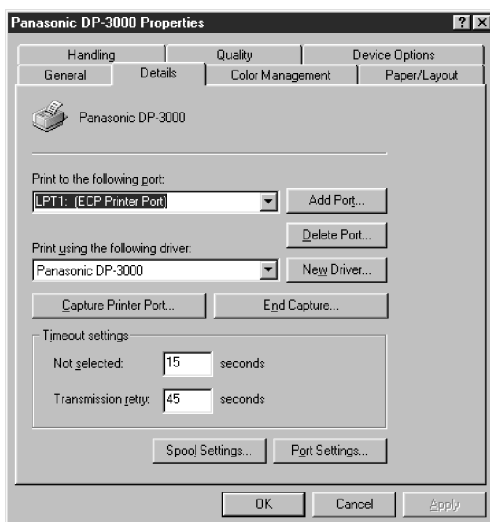 Panasonic DP-3000 Properties
Handling Quality Device Options
General Details Color Management Paper/Layout
Panasonic DP-3000
Print to the following port:
LPT1: (ECP Printer Port) Add Port...
Delete Port...
Print using the following driver:
Panasonic DP-3000 New Driver...
Capture Printer Port... End Capture...
Timeout settings
Not selected: 15 seconds
Transmission retry: 45 seconds
Spool Settings... Port Settings...
OK Cancel Apply